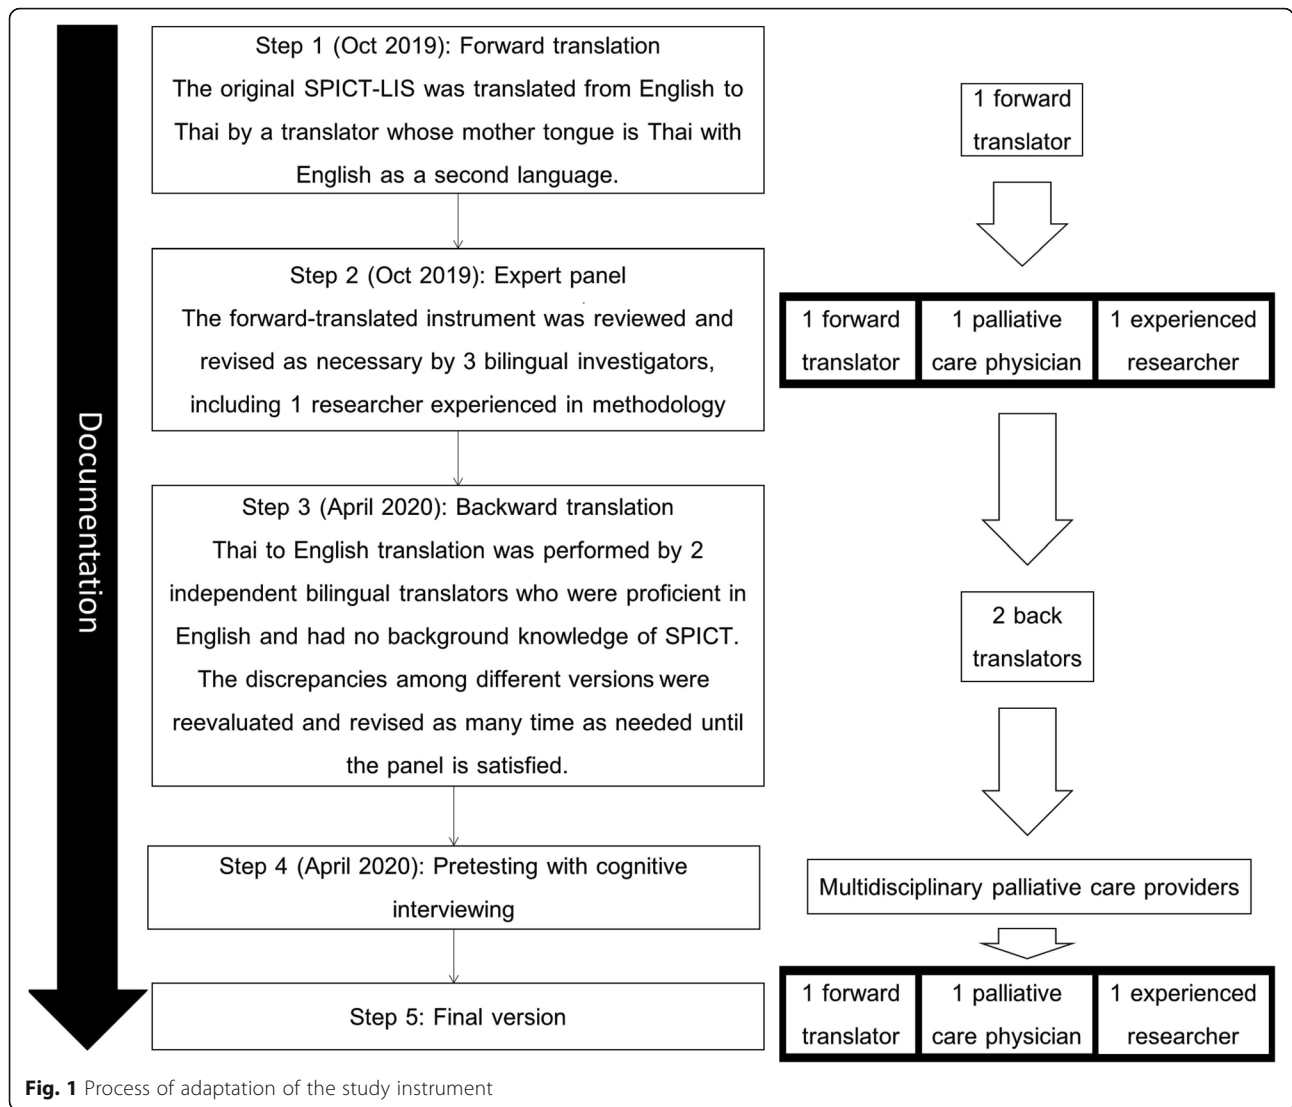 Documentation
Step 1 (Oct 2019): Forward translation
The original SPICT-LIS was translated from English to
Thai by a translator whose mother tongue is Thai with
English as a second language.
1 forward
translator
Step 2 (Oct 2019): Expert panel
The forward-translated instrument was reviewed and
revised as necessary by 3 bilingual investigators,
including 1 researcher experienced in methodology
1 forward
translator
1 palliative
care physician
1 experienced
researcher
Step 3 (April 2020): Backward translation
Thai to English translation was performed by 2
independent bilingual translators who were proficient in
English and had no background knowledge of SPICT.
The discrepancies among different versions were
reevaluated and revised as many time as needed until
the panel is satisfied.
2 back
translators
Step 4 (April 2020): Pretesting with cognitive
interviewing
Multidisciplinary palliative care providers
Step 5: Final version
1 forward
translator
1 palliative
care physician
1 experienced
researcher
Fig. 1 Process of adaptation of the study instrument